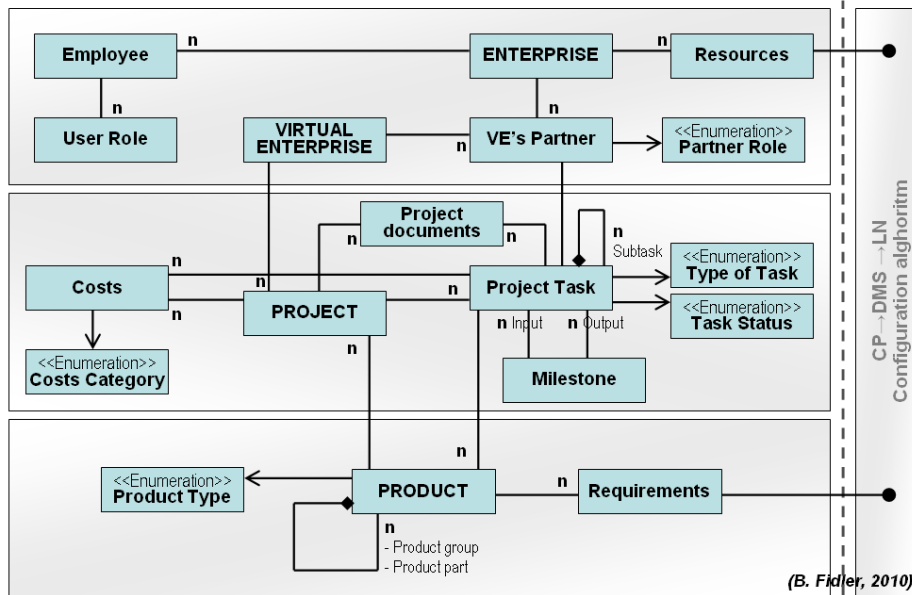 n
n
Employee
ENTERPRISE
Resources
n
n
User Role
VIRTUAL
ENTERPRISE
n
VE's Partner
<<Enumeration>>
Partner Role
Project
documents
n
n
n
Subtask
n
<<Enumeration>>
Type of Task
Costs
n
PROJECT
n
Project Task
<<Enumeration>>
Task Status
n
n Input
n Output
n
<<Enumeration>>
Costs Category
Milestone
n
<<Enumeration>>
Product Type
PRODUCT
n
Requirements
n
- Product group
- Product part
CP→DMS →LN
Configuration alghoritm
(B. Fidler, 2010)